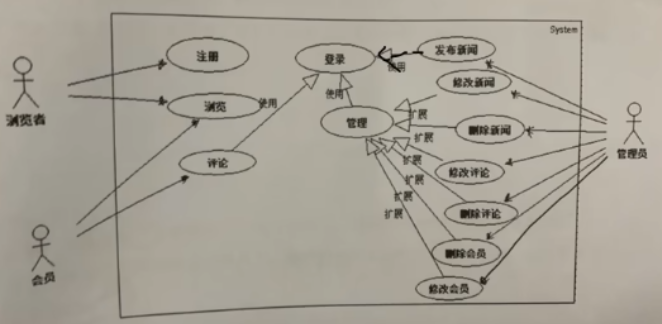 System
注册
登录
发布新闻
使用
修改新闻
浏览者
浏览
使用
使用
扩展
管理
删除新闻
管理员
扩展
评论
扩展
修改评论
扩展
扩展
删除评论
扩展
会员
删除会员
修改会员